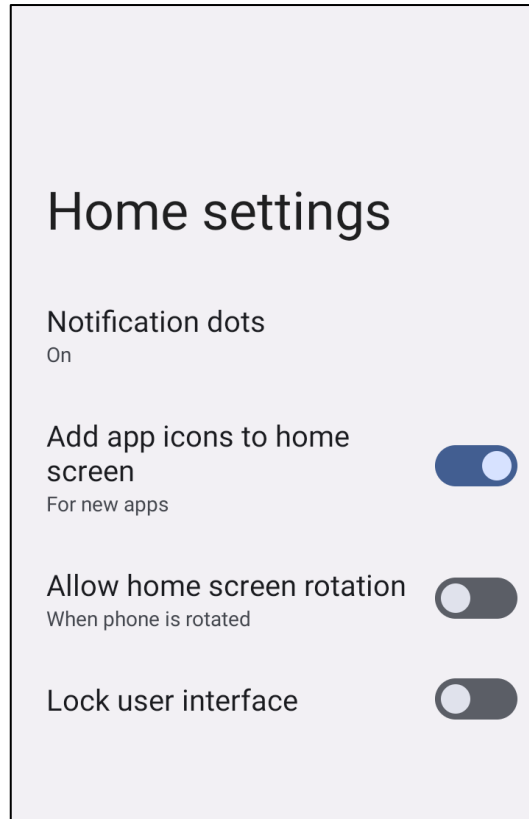 Home settings
Notification dots
On
Add app icons to home
screen
For new apps
Allow home screen rotation
When phone is rotated
Lock user interface